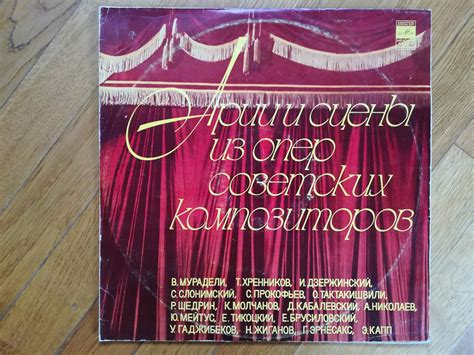 Арии и сцены
из опер
советских
композиторов
В. МУРАДЕЛИ, Т. ХРЕННИКОВ, И. ДЗЕРЖИНСКИЙ,
С. СЛОНИМСКИЙ, С. ПРОКОФЬЕВ, О. ТАКТАКИШВИЛИ,
Р. ЩЕДРИН, К. МОЛЧАНОВ, Д. КАБАЛЕВСКИЙ, А. НИКОЛАЕВ,
Ю. МЕЙТУС, Е. ТИКОЦКИЙ, Е. БРУСИЛОВСКИЙ,
У. ГАДЖИБЕКОВ, Н. ЖИГАНОВ, Г. ЭРНЕСАКС, Э. КАПП